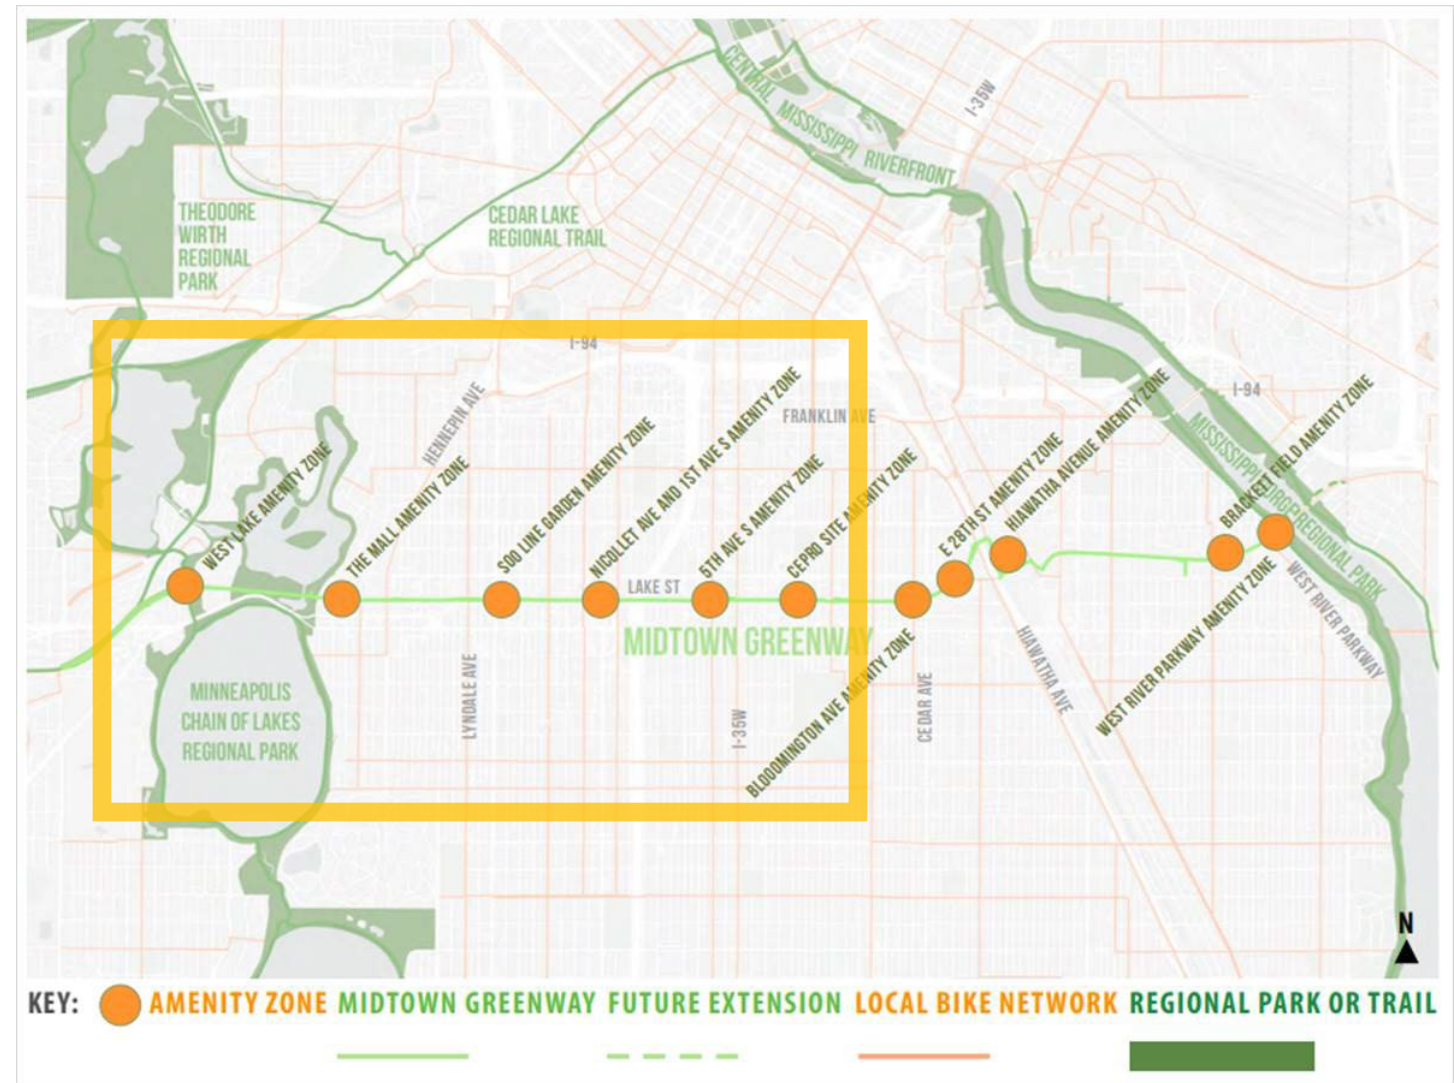 CENTRAL MISSISSIPPI RIVERFRONT
I-35W
THEODORE
WIRTH
REGIONAL
PARK
CEDAR LAKE
REGIONAL TRAIL
I-94
HENNEPIN AVE
FRANKLIN AVE
I-94
WEST LAKE AMENITY ZONE
THE MALL AMENITY ZONE
SOO LINE GARDEN AMENITY ZONE
NICOLLET AVE AND 1ST AVE S AMENITY ZONE
5TH AVE S AMENITY ZONE
CEPRO SITE AMENITY ZONE
E 28TH ST AMENITY ZONE
HIAWATHA AVENUE AMENITY ZONE
BRACKETT FIELD AMENITY ZONE
MISSISSIPPI GORGE REGIONAL PARK
LAKE ST
MIDTOWN GREENWAY
MINNEAPOLIS
CHAIN OF LAKES
REGIONAL PARK
LYNDALE AVE
I-35W
BLOOOMINGTON AVE AMENITY ZONE
CEDAR AVE
HIAWATHA AVE
WEST RIVER PARKWAY AMENITY ZONE
WEST RIVER PARKWAY
N
KEY: AMENITY ZONE MIDTOWN GREENWAY FUTURE EXTENSION LOCAL BIKE NETWORK REGIONAL PARK OR TRAIL